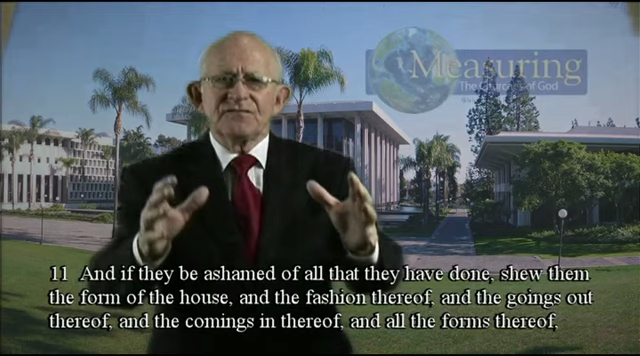 Measuring
The Churches of God
11 And if they be ashamed of all that they have done, shew them
the form of the house, and the fashion thereof, and the goings out
thereof, and the comings in thereof, and all the forms thereof,